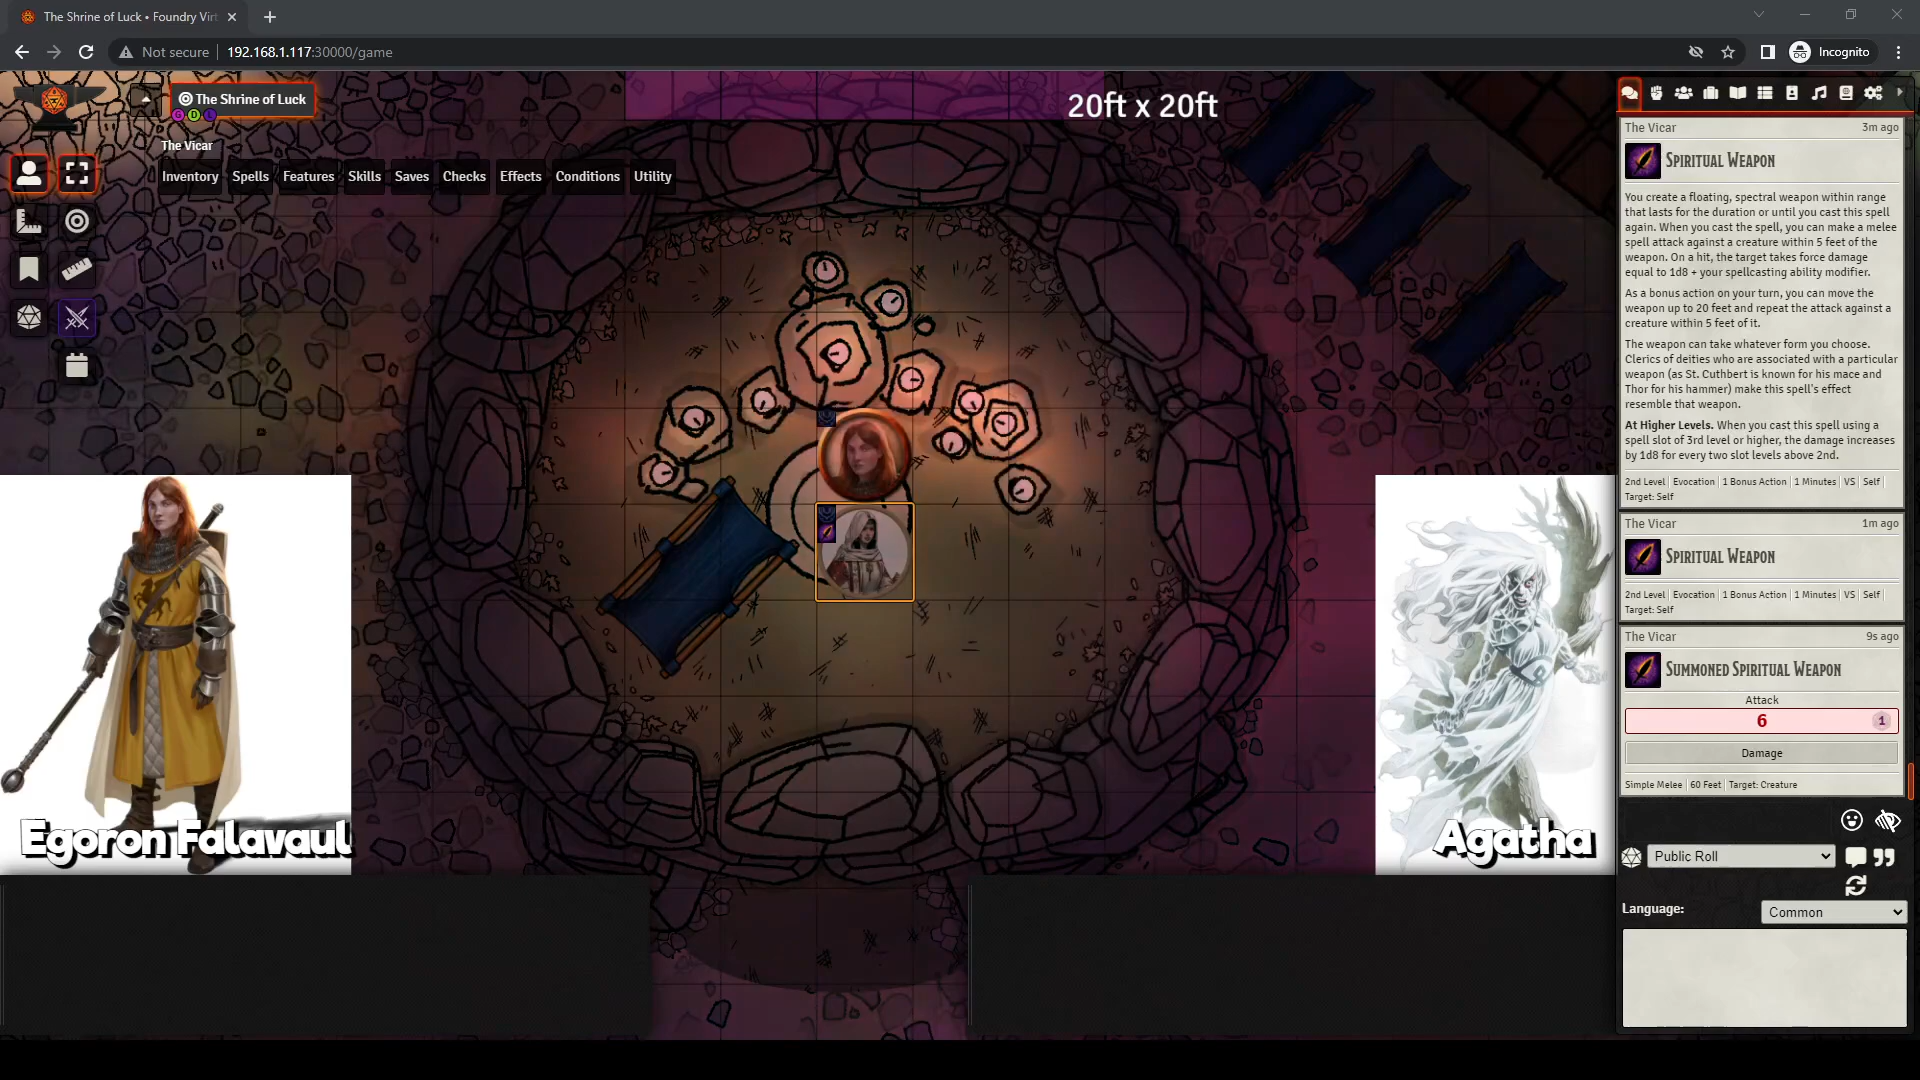 The Shrine of Luck • Foundry Virt
Not secure
192.168.1.117:30000/game
Incognito
The Shrine of Luck
G D L
20ft x 20ft
The Vicar
Inventory Spells Features Skills Saves Checks Effects Conditions Utility
Egoron Falavaul
Agatha
The Vicar 3m ago
Spiritual Weapon
You create a floating, spectral weapon within range
that lasts for the duration or until you cast this spell
again. When you cast the spell, you can make a melee
spell attack against a creature within 5 feet of the
weapon. On a hit, the target takes force damage
equal to 1d8 + your spellcasting ability modifier.
As a bonus action on your turn, you can move the
weapon up to 20 feet and repeat the attack against a
creature within 5 feet of it.
The weapon can take whatever form you choose.
Clerics of deities who are associated with a particular
weapon (as St. Cuthbert is known for his mace and
Thor for his hammer) make this spell's effect
resemble that weapon.
At Higher Levels. When you cast this spell using a
spell slot of 3rd level or higher, the damage increases
by 1d8 for every two slot levels above 2nd.
2nd Level | Evocation | 1 Bonus Action | 1 Minutes | VS | Self |
Target: Self
The Vicar 1m ago
Spiritual Weapon
2nd Level | Evocation | 1 Bonus Action | 1 Minutes | VS | Self |
Target: Self
The Vicar 9s ago
Summoned Spiritual Weapon
Attack
6 1
Damage
Simple Melee | 60 Feet | Target: Creature
Public Roll
Language:
Common